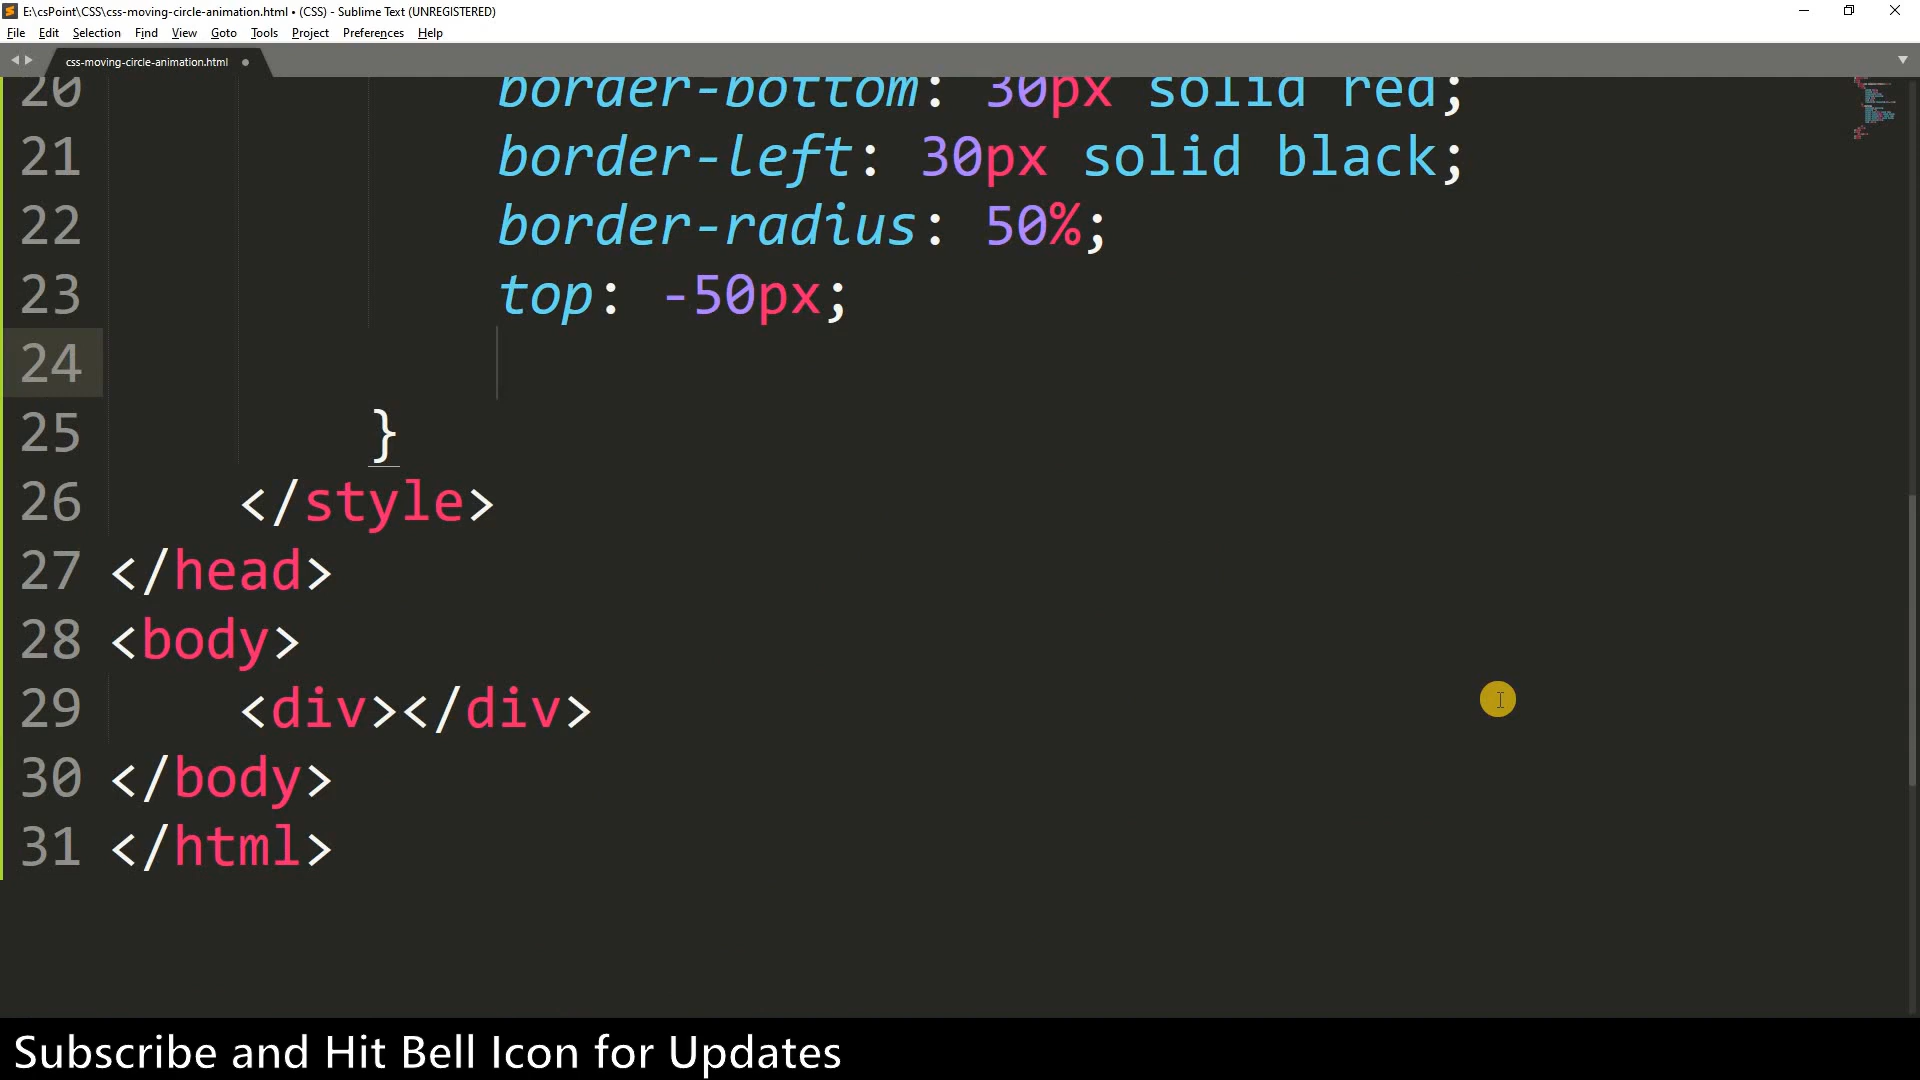 E:\csPoint\CSS\css-moving-circle-animation.html • (CSS) - Sublime Text (UNREGISTERED)
File Edit Selection Find View Goto Tools Project Preferences Help
css-moving-circle-animation.html
20 border-bottom: 30px solid red;
21 border-left: 30px solid black;
22 border-radius: 50%;
23 top: -50px;
24
25 }
26 </style>
27 </head>
28 <body>
29 <div></div>
30 </body>
31 </html>
Subscribe and Hit Bell Icon for Updates